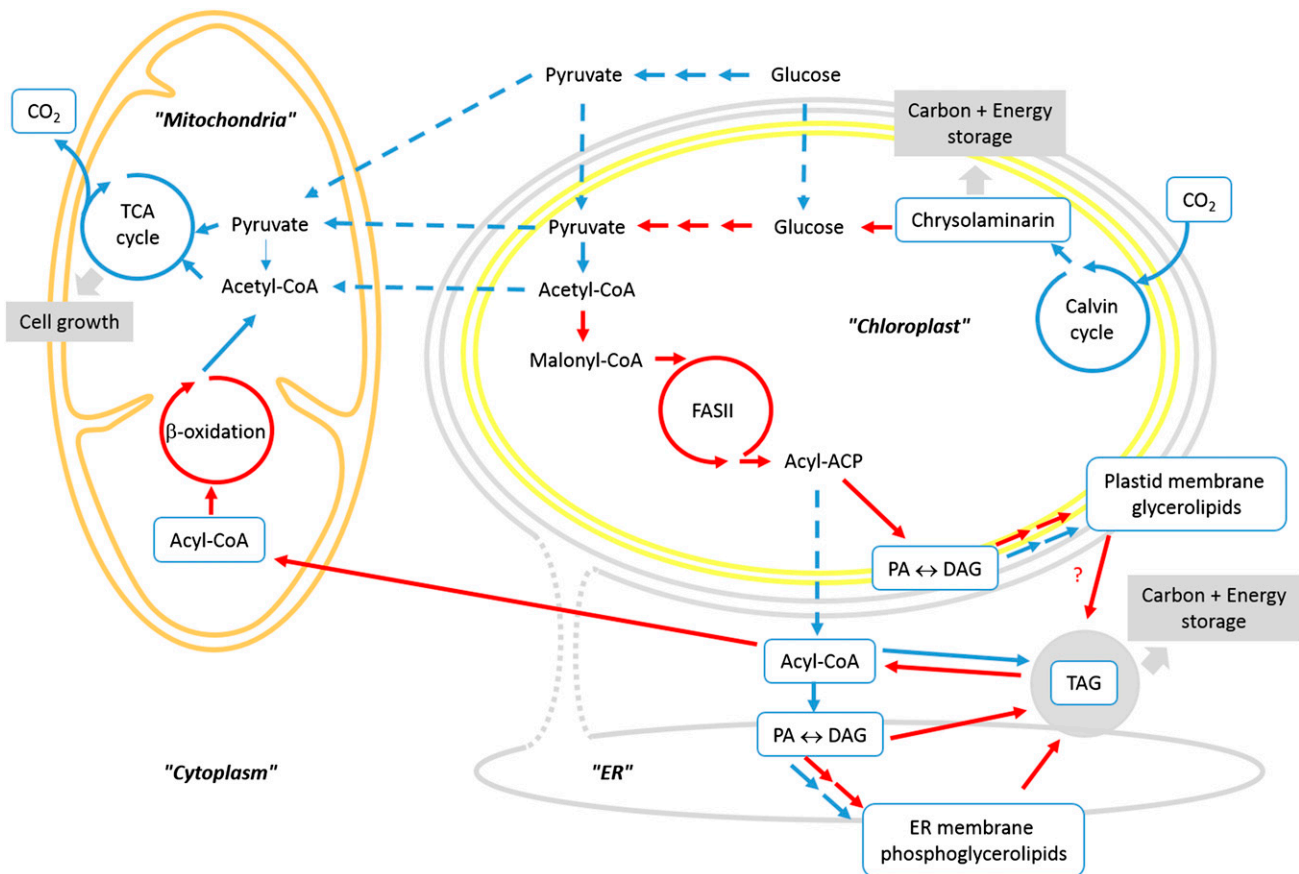 Pyruvate
Glucose
CO2
"Mitochondria"
Carbon + Energy
storage
TCA
cycle
Pyruvate
Pyruvate
Glucose
Chrysolaminarin
CO2
Acetyl-CoA
Acetyl-CoA
Cell growth
"Chloroplast"
Calvin
cycle
Malonyl-CoA
β-oxidation
FASII
Acyl-ACP
Plastid membrane
glycerolipids
Acyl-CoA
PA ↔ DAG
?
Carbon + Energy
storage
Acyl-CoA
TAG
PA ↔ DAG
"Cytoplasm"
"ER"
ER membrane
phosphoglycerolipids